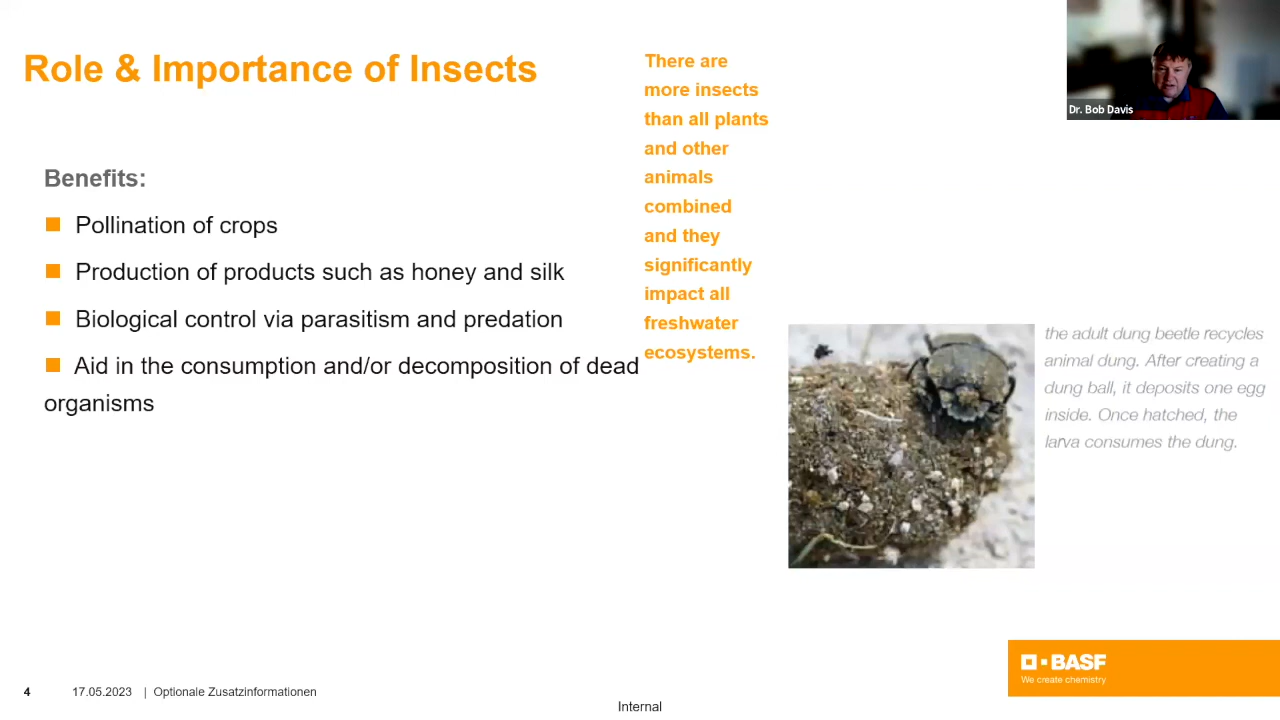 Role & Importance of Insects
Benefits:
Pollination of crops
Production of products such as honey and silk
Biological control via parasitism and predation
Aid in the consumption and/or decomposition of dead
organisms
There are
more insects
than all plants
and other
animals
combined
and they
significantly
impact all
freshwater
ecosystems.
Dr. Bob Davis
the adult dung beetle recycles
animal dung. After creating a
dung ball, it deposits one egg
inside. Once hatched, the
larva consumes the dung.
BASF
We create chemistry
4 17.05.2023 | Optionale Zusatzinformationen
Internal